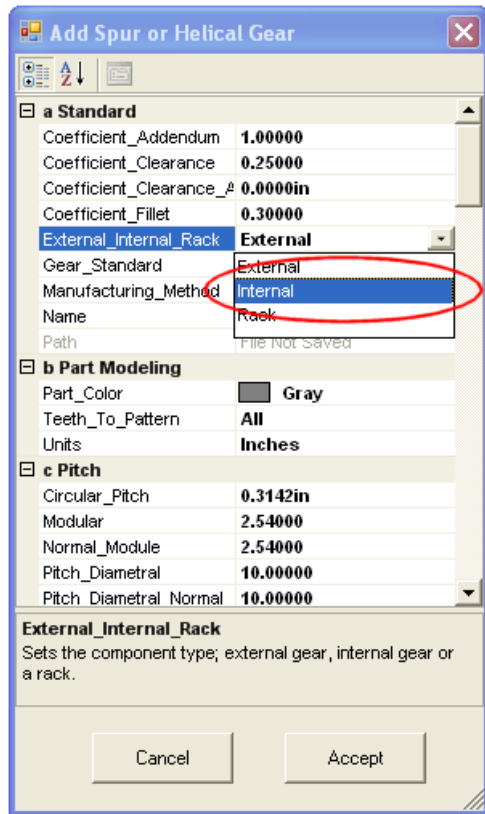 Add Spur or Helical Gear
a Standard
Coefficient_Addendum 1.00000
Coefficient_Clearance 0.25000
Coefficient_Clearance_A 0.0000in
Coefficient_Fillet 0.30000
External_Internal_Rack External
Gear_Standard External
Manufacturing_Method Internal
Name Rack
Path File Not Saved
b Part Modeling
Part_Color Gray
Teeth_To_Pattern All
Units Inches
c Pitch
Circular_Pitch 0.3142in
Modular 2.54000
Normal_Module 2.54000
Pitch_Diametral 10.00000
Pitch_Diametral_Normal 10.00000
External_Internal_Rack
Sets the component type; external gear, internal gear or
a rack.
Cancel Accept